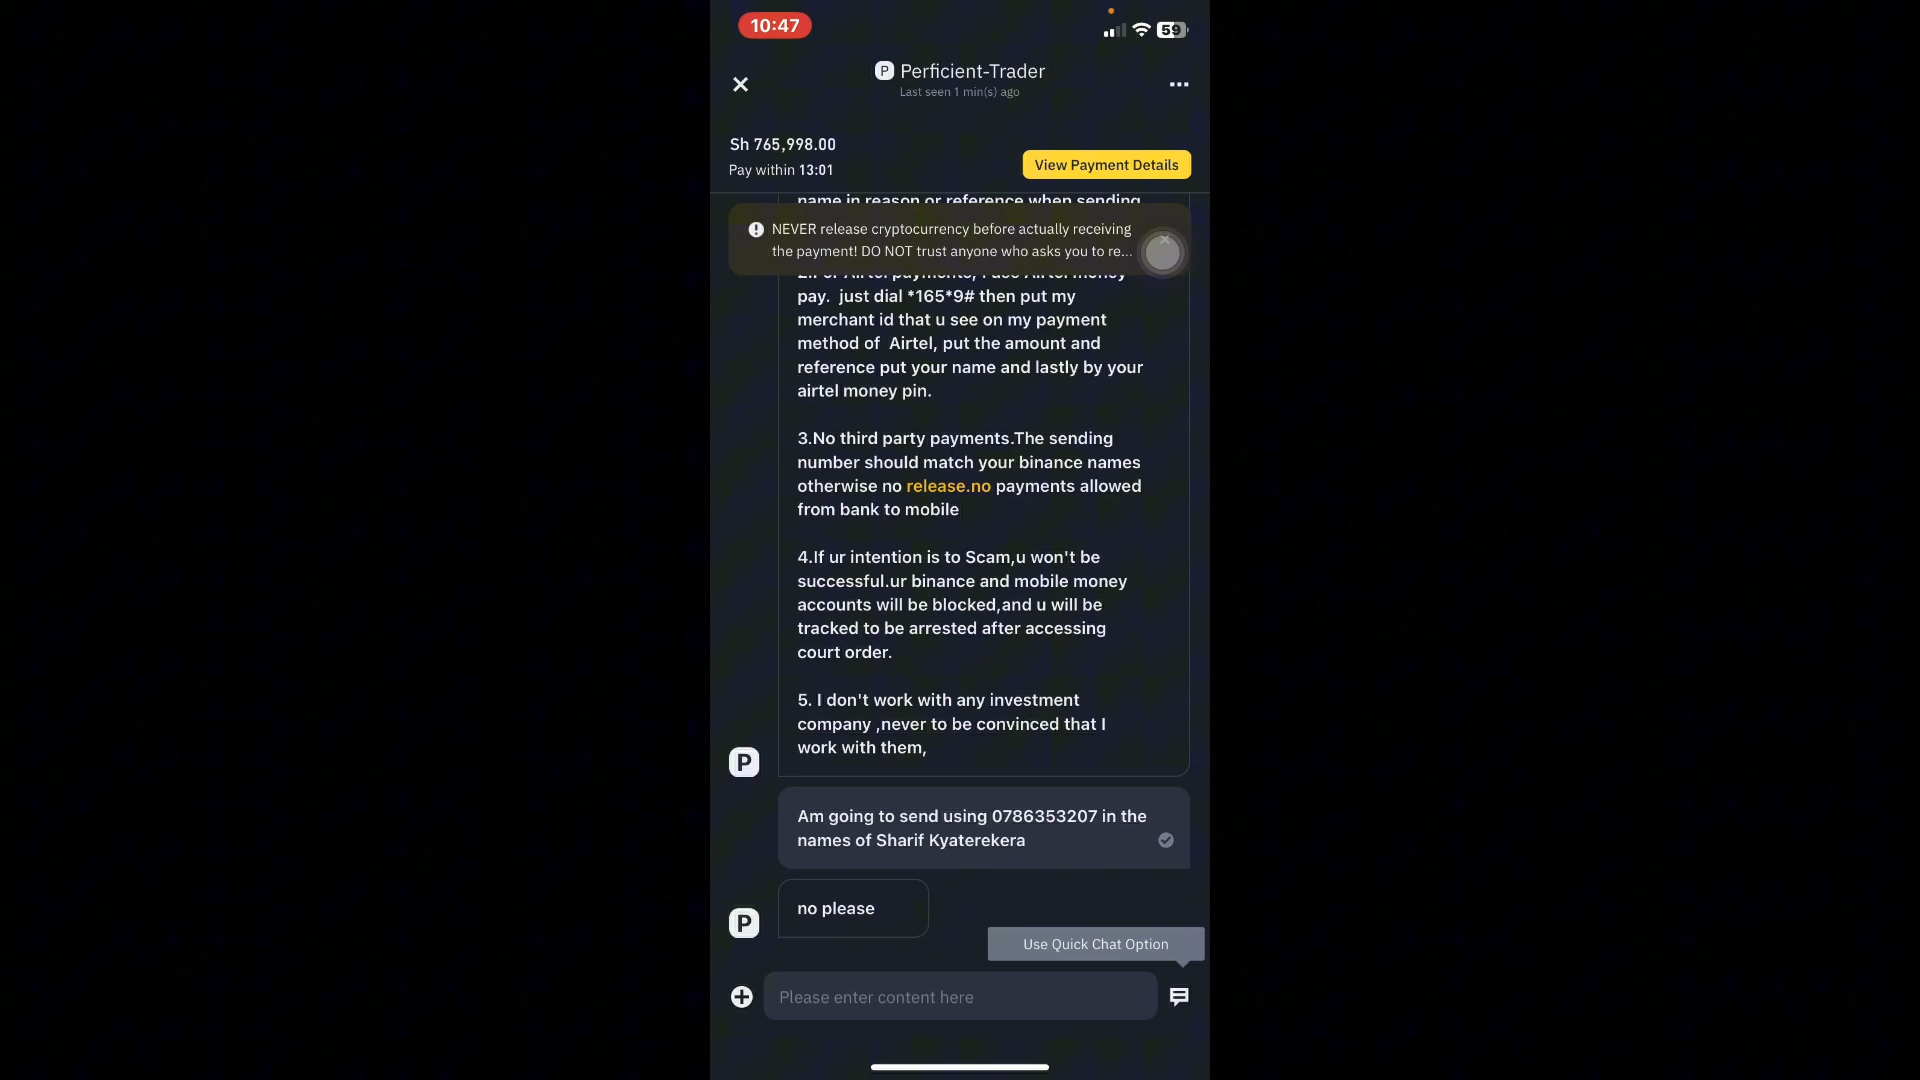 10:47
59
P Perficient-Trader
Last seen 1 min(s) ago
Sh 765,998.00
Pay within 13:01
View Payment Details
name in reason or reference when sending
NEVER release cryptocurrency before actually receiving
the payment! DO NOT trust anyone who asks you to re...
2.For Airtel payments, I use Airtel money
pay. just dial *165*9# then put my
merchant id that u see on my payment
method of Airtel, put the amount and
reference put your name and lastly by your
airtel money pin.
3.No third party payments.The sending
number should match your binance names
otherwise no release.no payments allowed
from bank to mobile
4.If ur intention is to Scam,u won't be
successful.ur binance and mobile money
accounts will be blocked,and u will be
tracked to be arrested after accessing
court order.
5. I don't work with any investment
company ,never to be convinced that I
work with them,
P
Am going to send using 0786353207 in the
names of Sharif Kyaterekera
no please
P
Use Quick Chat Option
Please enter content here